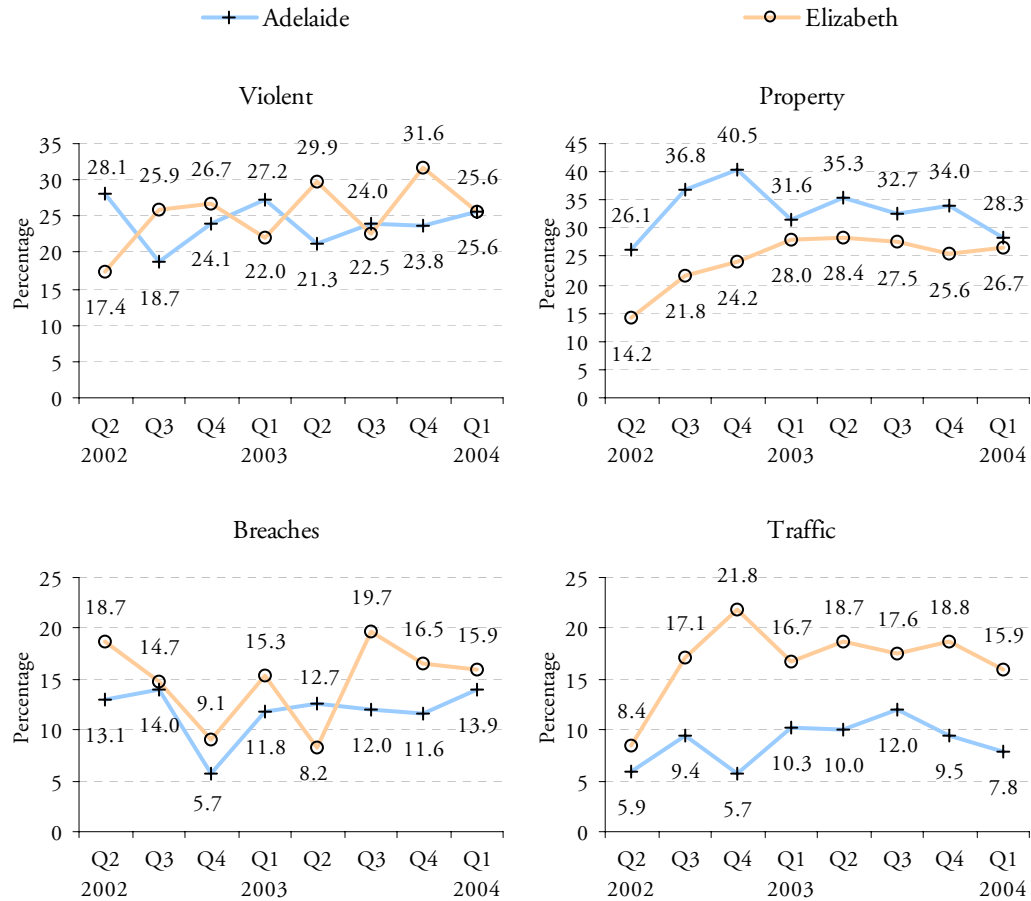 Adelaide Elizabeth
Violent
Percentage
35
30
25
20
15
10
5
0
28.1 25.9 26.7 27.2 29.9 24.0 31.6 25.6
17.4 18.7 24.1 22.0 21.3 22.5 23.8 25.6
Q2 Q3 Q4 Q1 Q2 Q3 Q4 Q1
2002 2003 2004
Property
Percentage
45
40
35
30
25
20
15
10
5
0
26.1 36.8 40.5 31.6 35.3 32.7 34.0 28.3
14.2 21.8 24.2 28.0 28.4 27.5 25.6 26.7
Q2 Q3 Q4 Q1 Q2 Q3 Q4 Q1
2002 2003 2004
Breaches
Percentage
25
20
15
10
5
0
18.7 14.7 9.1 15.3 12.7 19.7 16.5 15.9
13.1 14.0 5.7 11.8 8.2 12.0 11.6 13.9
Q2 Q3 Q4 Q1 Q2 Q3 Q4 Q1
2002 2003 2004
Traffic
Percentage
25
20
15
10
5
0
8.4 17.1 21.8 16.7 18.7 17.6 18.8 15.9
5.9 9.4 5.7 10.3 10.0 12.0 9.5 7.8
Q2 Q3 Q4 Q1 Q2 Q3 Q4 Q1
2002 2003 2004